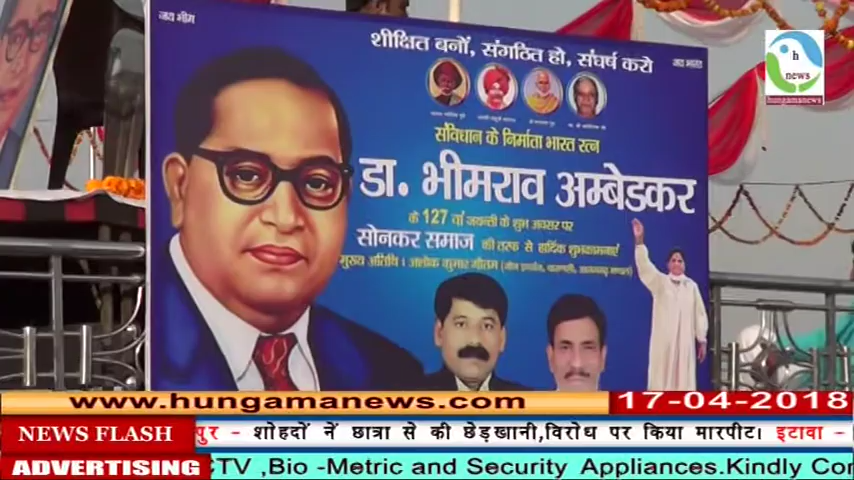 जय भीम
शीक्षित बनों, संगठित हो, संघर्ष करो
जय भारत
h
news
hungamaNews
संविधान के निर्माता भारत रत्न
डा. भीमराव अम्बेडकर
के 127 वां जयन्ती के शुभ अवसर पर
सोनकर समाज की तरफ से हार्दिक शुभकामनाएं
मुख्य अतिथि : अलोक कुमार गौतम
www.hungamanews.com
17-04-2018
NEWS FLASH
पुर - शोहदों नें छात्रा से की छेड़खानी,विरोध पर किया मारपीट। इटावा -
ADVERTISING
CTV ,Bio -Metric and Security Appliances.Kindly Con